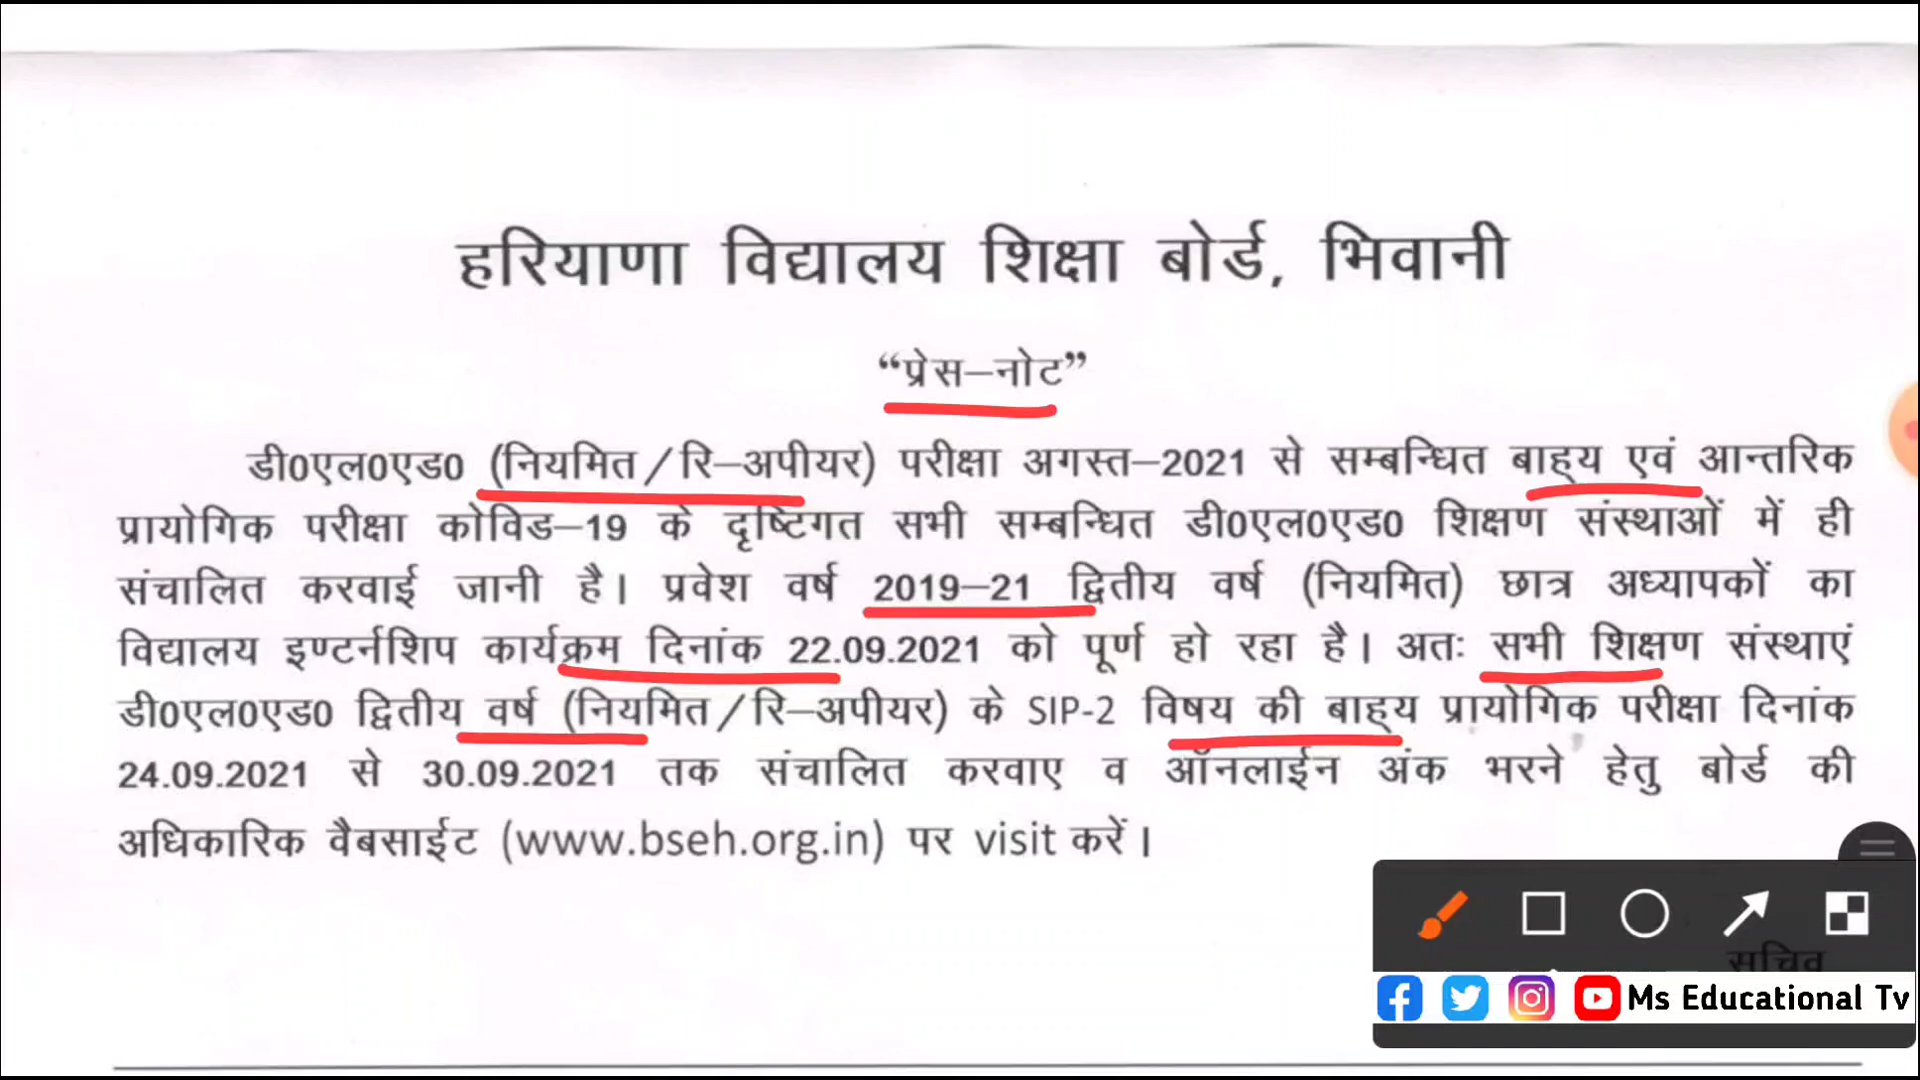 हरियाणा विद्यालय शिक्षा बोर्ड, भिवानी
“प्रेस–नोट”
डी0एल0एड0 (नियमित/रि–अपीयर) परीक्षा अगस्त–2021 से सम्बन्धित बाह्य एवं आन्तरिक
प्रायोगिक परीक्षा कोविड–19 के दृष्टिगत सभी सम्बन्धित डी0एल0एड0 शिक्षण संस्थाओं में ही
संचालित करवाई जानी है। प्रवेश वर्ष 2019–21 द्वितीय वर्ष (नियमित) छात्र अध्यापकों का
विद्यालय इण्टर्नशिप कार्यक्रम दिनांक 22.09.2021 को पूर्ण हो रहा है। अतः सभी शिक्षण संस्थाएं
डी0एल0एड0 द्वितीय वर्ष (नियमित/रि–अपीयर) के SIP-2 विषय की बाह्य प्रायोगिक परीक्षा दिनांक
24.09.2021 से 30.09.2021 तक संचालित करवाए व ऑनलाईन अंक भरने हेतु बोर्ड की
अधिकारिक वैबसाईट (www.bseh.org.in) पर visit करें।
सचिव
Ms Educational Tv